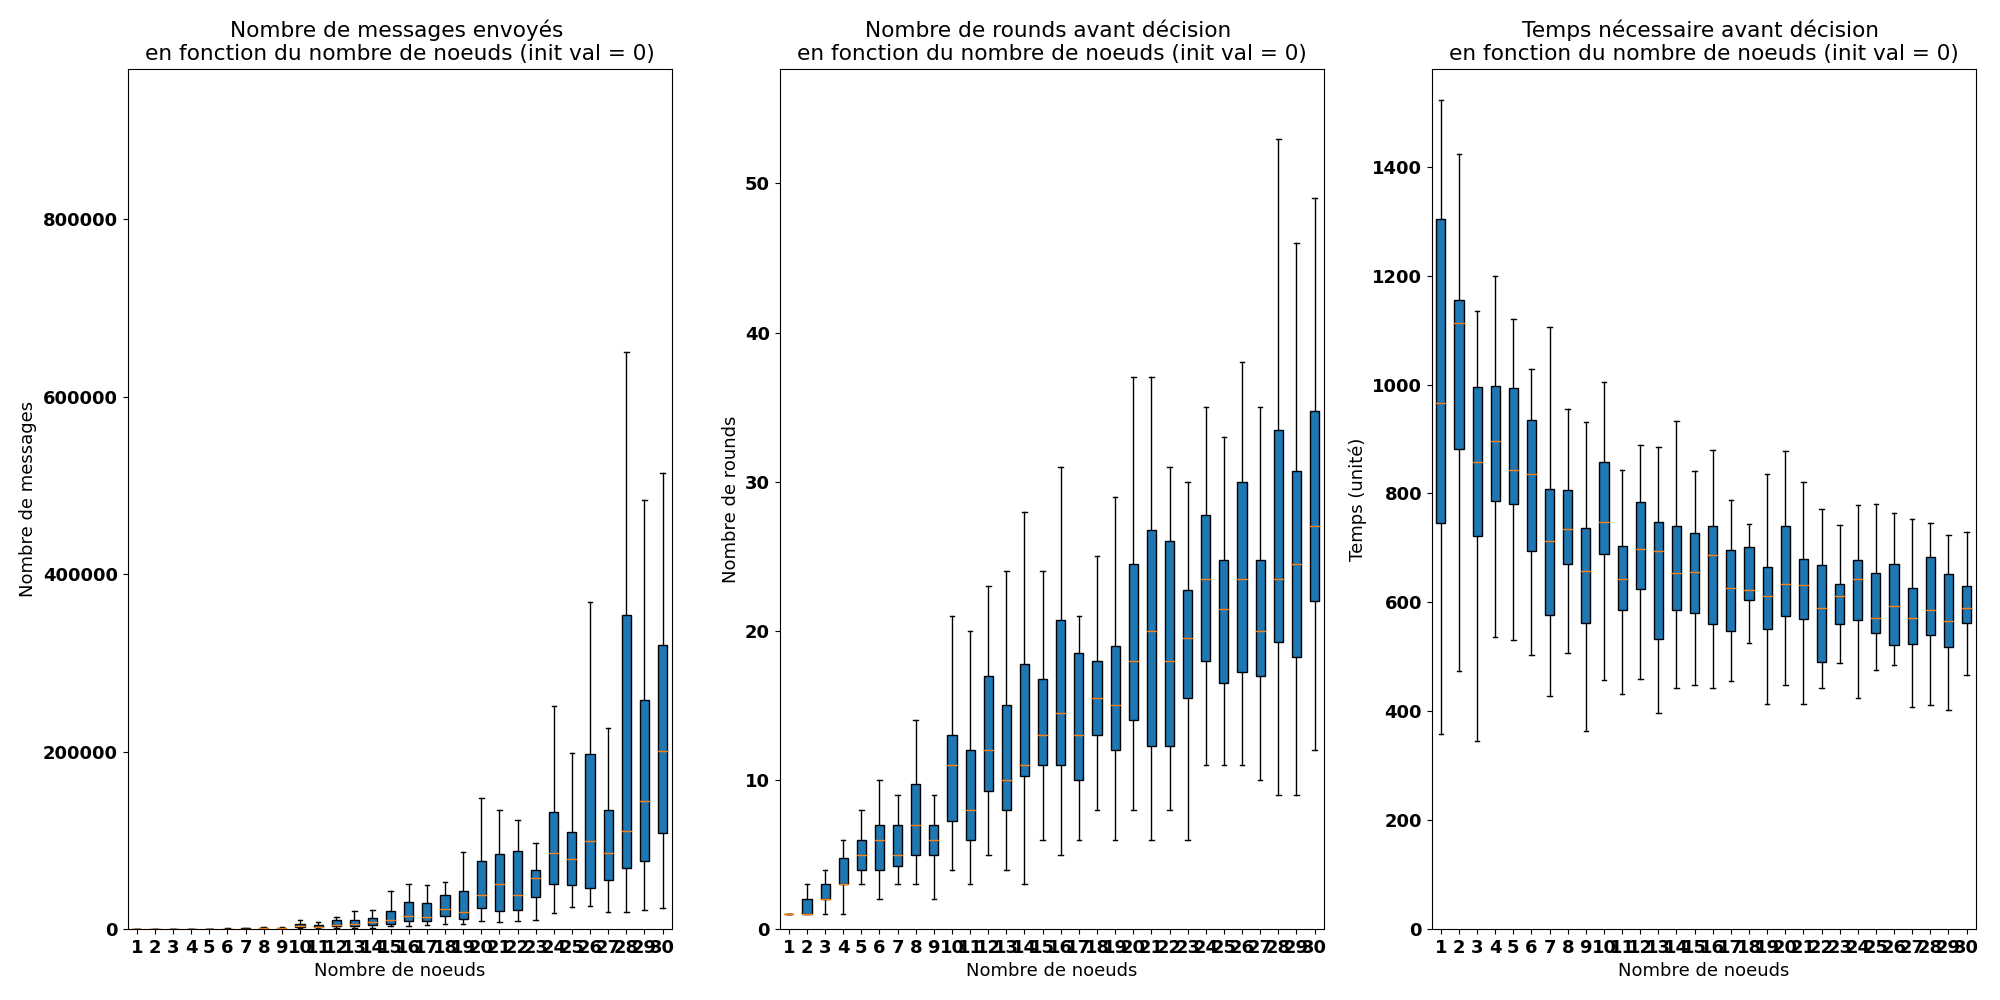 Nombre de messages envoyés
en fonction du nombre de noeuds (init val = 0)
800000
600000
400000
200000
0
Nombre de messages
1 2 3 4 5 6 7 8 9 10 11 12 13 14 15 16 17 18 19 20 21 22 23 24 25 26 27 28 29 30
Nombre de noeuds
Nombre de rounds avant décision
en fonction du nombre de noeuds (init val = 0)
50
40
30
20
10
0
Nombre de rounds
1 2 3 4 5 6 7 8 9 10 11 12 13 14 15 16 17 18 19 20 21 22 23 24 25 26 27 28 29 30
Nombre de noeuds
Temps nécessaire avant décision
en fonction du nombre de noeuds (init val = 0)
1400
1200
1000
800
600
400
200
0
Temps (unité)
1 2 3 4 5 6 7 8 9 10 11 12 13 14 15 16 17 18 19 20 21 22 23 24 25 26 27 28 29 30
Nombre de noeuds